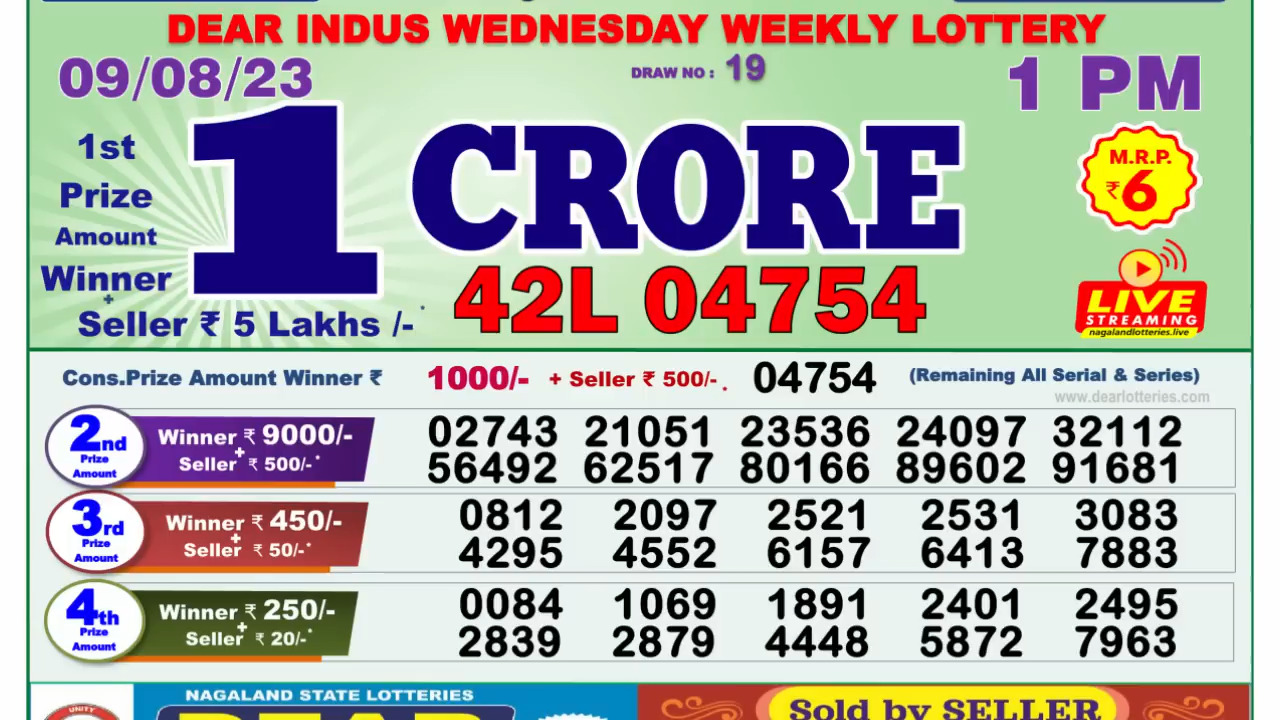 DEAR INDUS WEDNESDAY WEEKLY LOTTERY
09/08/23
DRAW NO : 19
1 PM
1st
Prize
Amount
Winner
+
Seller ₹ 5 Lakhs /- *
1 CRORE
42L 04754
M.R.P.
₹6
LIVE
STREAMING
nagalandlotteries.live
Cons.Prize Amount Winner ₹ 1000/- + Seller ₹ 500/- . 04754 (Remaining All Serial & Series)
www.dearlotteries.com
2nd
Prize
Amount
Winner ₹ 9000/-
+
Seller ₹ 500/-*
02743 21051 23536 24097 32112
56492 62517 80166 89602 91681
3rd
Prize
Amount
Winner ₹ 450/-
+
Seller ₹ 50/-*
0812 2097 2521 2531 3083
4295 4552 6157 6413 7883
4th
Prize
Amount
Winner ₹ 250/-
+
Seller ₹ 20/-*
0084 1069 1891 2401 2495
2839 2879 4448 5872 7963
UNITY
NAGALAND STATE LOTTERIES
DEAR
Sold by SELLER